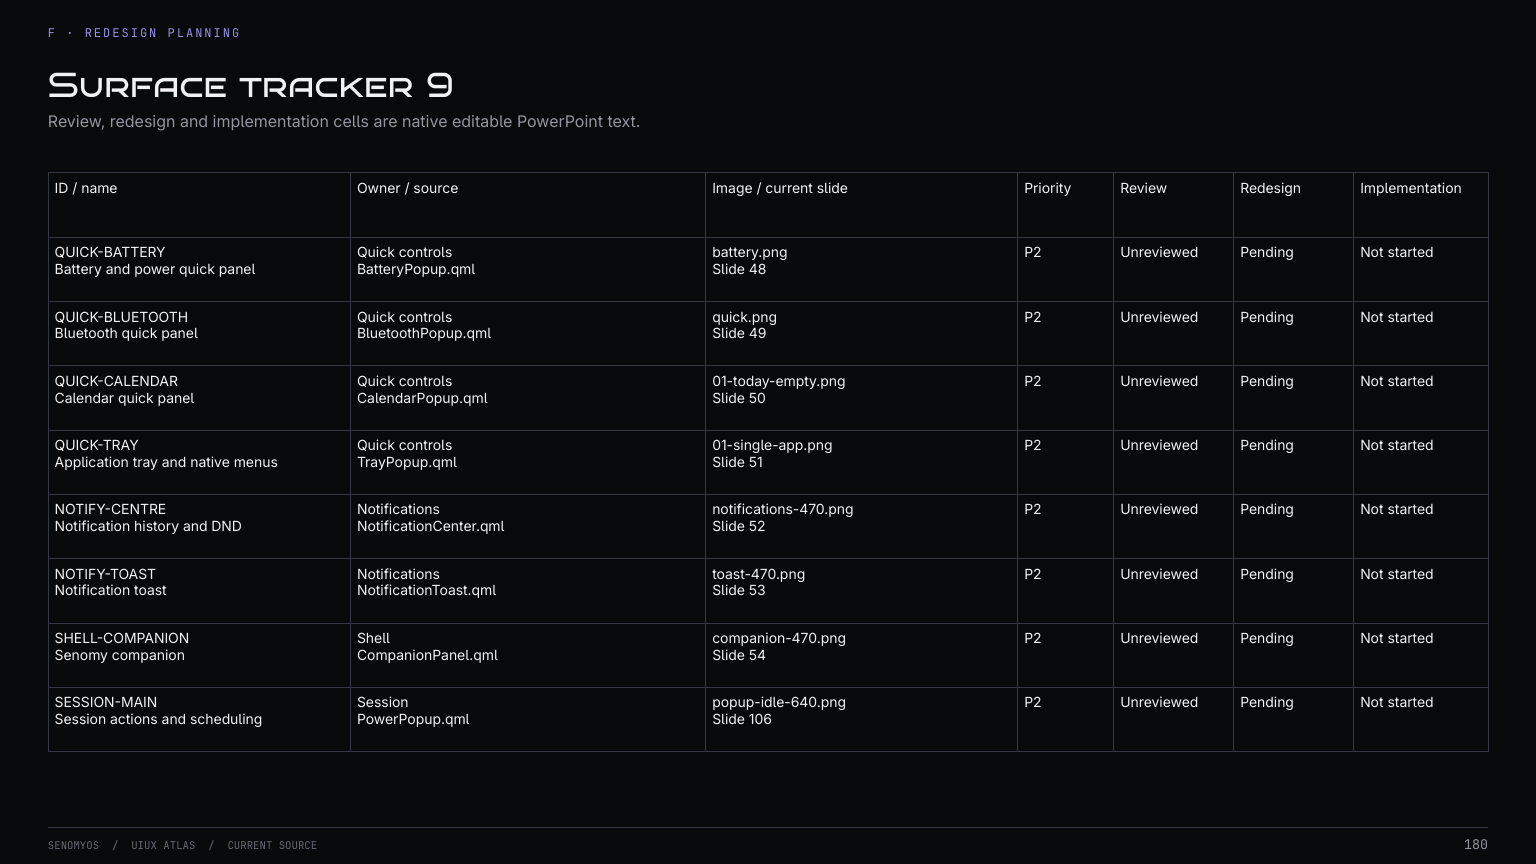 F · REDESIGN PLANNING
Surface tracker 9
Review, redesign and implementation cells are native editable PowerPoint text.
ID / name Owner / source Image / current slide Priority Review Redesign Implementation
QUICK-BATTERY Quick controls battery.png P2 Unreviewed Pending Not started
Battery and power quick panel BatteryPopup.qml Slide 48
QUICK-BLUETOOTH Quick controls quick.png P2 Unreviewed Pending Not started
Bluetooth quick panel BluetoothPopup.qml Slide 49
QUICK-CALENDAR Quick controls 01-today-empty.png P2 Unreviewed Pending Not started
Calendar quick panel CalendarPopup.qml Slide 50
QUICK-TRAY Quick controls 01-single-app.png P2 Unreviewed Pending Not started
Application tray and native menus TrayPopup.qml Slide 51
NOTIFY-CENTRE Notifications notifications-470.png P2 Unreviewed Pending Not started
Notification history and DND NotificationCenter.qml Slide 52
NOTIFY-TOAST Notifications toast-470.png P2 Unreviewed Pending Not started
Notification toast NotificationToast.qml Slide 53
SHELL-COMPANION Shell companion-470.png P2 Unreviewed Pending Not started
Senomy companion CompanionPanel.qml Slide 54
SESSION-MAIN Session popup-idle-640.png P2 Unreviewed Pending Not started
Session actions and scheduling PowerPopup.qml Slide 106
SENOMYOS / UIUX ATLAS / CURRENT SOURCE 180